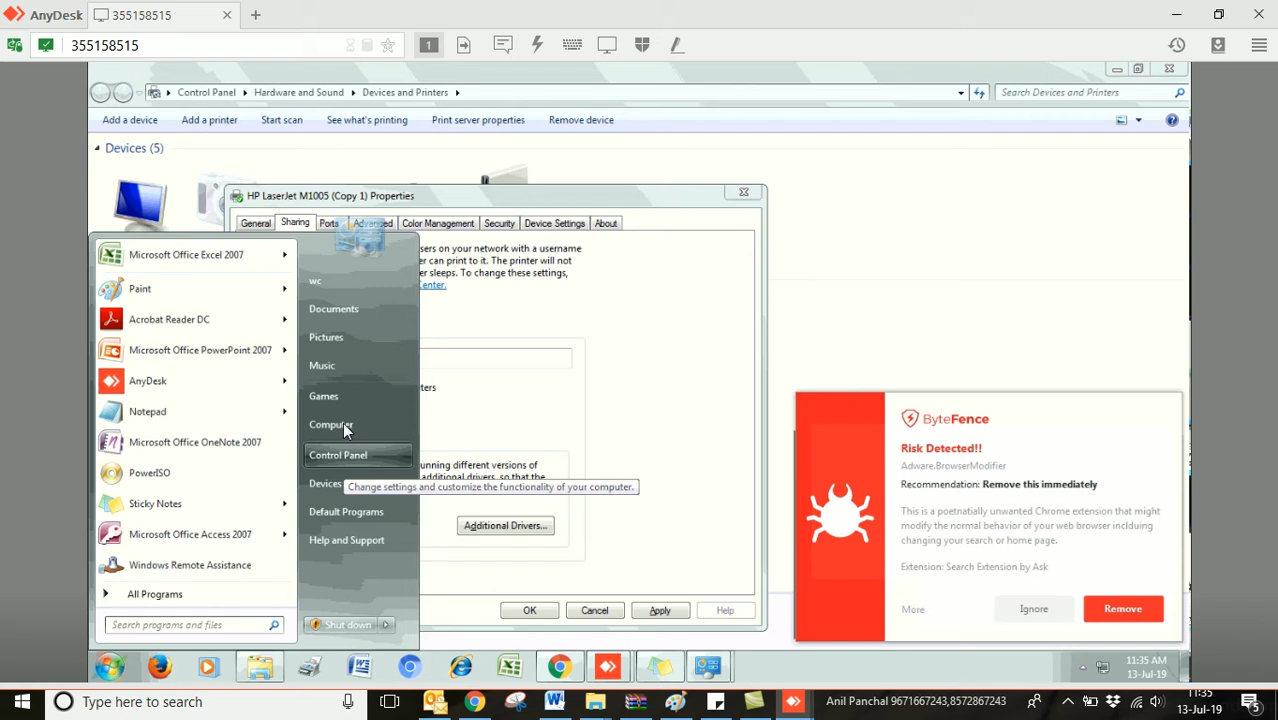 AnyDesk
355158515
355158515
1
Control Panel
Hardware and Sound
Devices and Printers
Search Devices and Printers
Add a device
Add a printer
Start scan
See what's printing
Print server properties
Remove device
Devices (5)
HP LaserJet M1005 (Copy 1) Properties
General
Sharing
Ports
Advanced
Color Management
Security
Device Settings
About
sers on your network with a username
er can print to it. The printer will not
er sleeps. To change these settings,
Center.
ters
unning different versions of
additional drivers, so that the
Additional Drivers...
OK
Cancel
Apply
Help
Microsoft Office Excel 2007
Paint
Acrobat Reader DC
Microsoft Office PowerPoint 2007
AnyDesk
Notepad
Microsoft Office OneNote 2007
PowerISO
Sticky Notes
Microsoft Office Access 2007
Windows Remote Assistance
All Programs
Search programs and files
wc
Documents
Pictures
Music
Games
Computer
Control Panel
Devices
Change settings and customize the functionality of your computer.
Default Programs
Help and Support
Shut down
ByteFence
Risk Detected!!
Adware.BrowserModifier
Recommendation: Remove this immediately
This is a poetnatially unwanted Chrome extension that might
modify the normal behavior of your web browser inclduing
changing your search or home page.
Extension: Search Extension by Ask
More
Ignore
Remove
11:35 AM
13-Jul-19
Type here to search
Anil Panchal 9671667243,8572867243
11:35
13-Jul-19
5